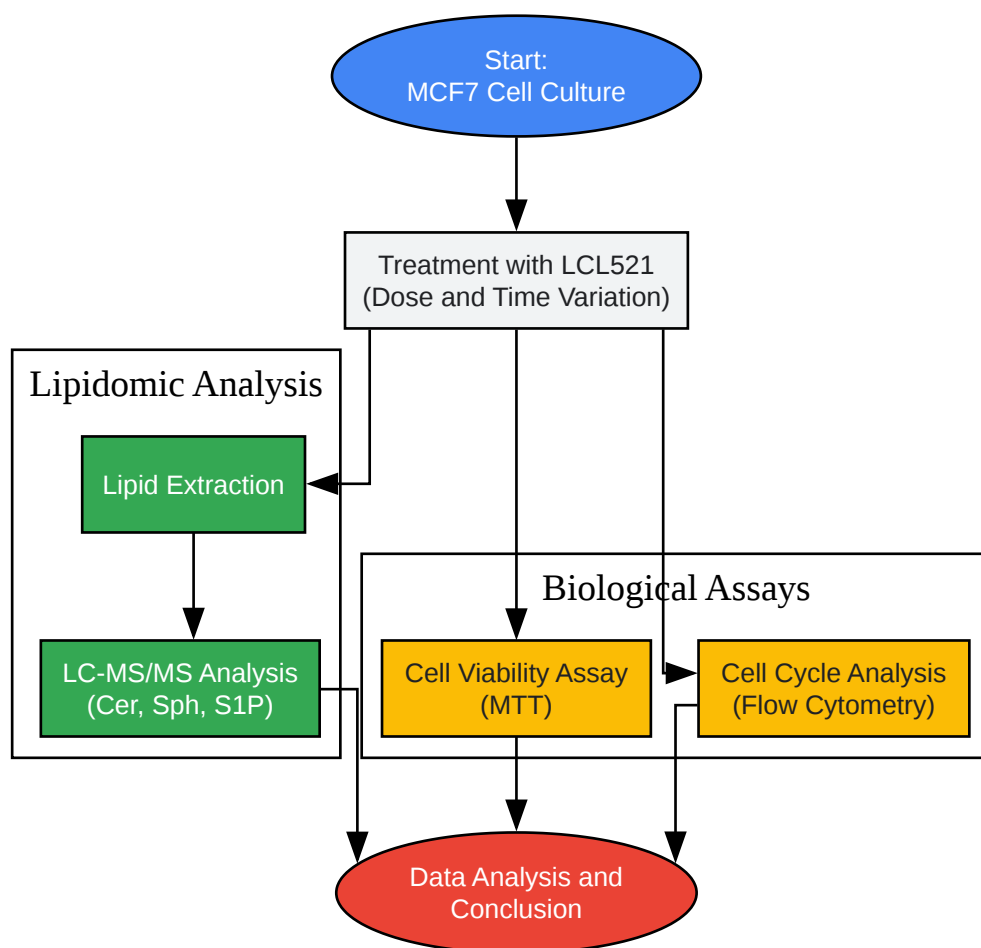 Start:
MCF7 Cell Culture
Treatment with LCL521
(Dose and Time Variation)
Lipidomic Analysis
Lipid Extraction
LC-MS/MS Analysis
(Cer, Sph, S1P)
Biological Assays
Cell Viability Assay
(MTT)
Cell Cycle Analysis
(Flow Cytometry)
Data Analysis and
Conclusion